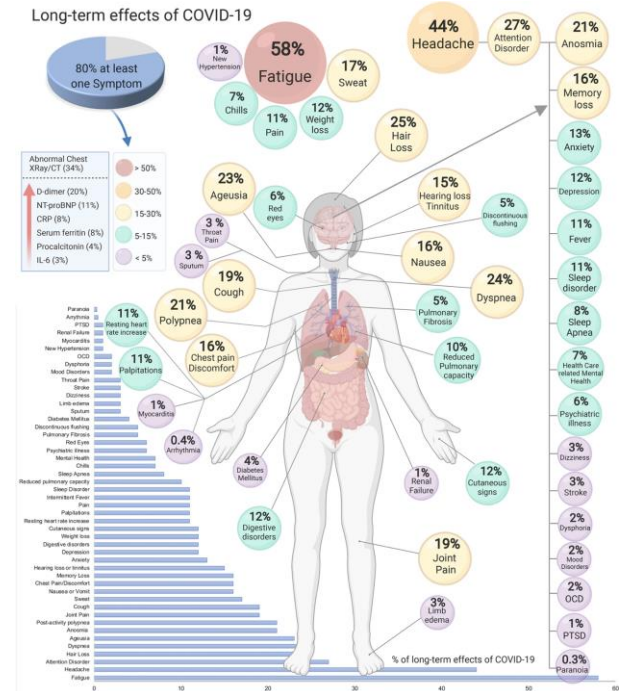 Long-term effects of COVID-19
80% at least
one Symptom
Abnormal Chest
XRay/CT (34%)
D-dimer (20%)
NT-proBNP (11%)
CRP (8%)
Serum ferritin (8%)
Procalcitonin (4%)
IL-6 (3%)
> 50%
30-50%
15-30%
5-15%
< 5%
1%
New
Hypertension
58%
Fatigue
17%
Sweat
7%
Chills
11%
Pain
12%
Weight
loss
44%
Headache
27%
Attention
Disorder
21%
Anosmia
16%
Memory
loss
13%
Anxiety
12%
Depression
11%
Fever
11%
Sleep
disorder
8%
Sleep
Apnea
7%
Health Care
related Mental
Health
6%
Psychiatric
illness
3%
Dizziness
3%
Stroke
2%
Dysphoria
2%
Mood
Disorders
2%
OCD
1%
PTSD
0.3%
Paranoia
25%
Hair
Loss
23%
Ageusia
6%
Red
eyes
15%
Hearing loss
Tinnitus
5%
Discontinuous
flushing
3 %
Throat
Pain
3 %
Sputum
16%
Nausea
19%
Cough
24%
Dyspnea
21%
Polypnea
5%
Pulmonary
Fibrosis
11%
Resting heart
rate increase
16%
Chest pain
Discomfort
10%
Reduced
Pulmonary
capacity
11%
Palpitations
1%
Myocarditis
0.4%
Arrhythmia
4%
Diabetes
Mellitus
1%
Renal
Failure
12%
Cutaneous
signs
12%
Digestive
disorders
19%
Joint
Pain
3%
Limb
edema
Paranoia
Arythmia
PTSD
Renal Failure
Myocarditis
New Hypertension
OCD
Dysphoria
Mood Disorders
Throat Pain
Stroke
Dizziness
Limb edema
Sputum
Diabetes Mellitus
Discontinuous flushing
Pulmonary Fibrosis
Red Eyes
Psychiatric illness
Mental Health
Chills
Sleep Apnea
Reduced pulmonary capacity
Sleep Disorder
Intermittent Fever
Pain
Palpitations
Resting heart rate increase
Cutaneous signs
Weight loss
Digestive disorders
Depression
Anxiety
Hearing loss or tinnitus
Memory Loss
Chest Pain/Discomfort
Nausea or Vomit
Sweat
Cough
Joint Pain
Post-activity polypnea
Anosmia
Ageusia
Dyspnea
Hair Loss
Attention Disorder
Headache
Fatigue
% of long-term effects of COVID-19
0 10 20 30 40 50 60